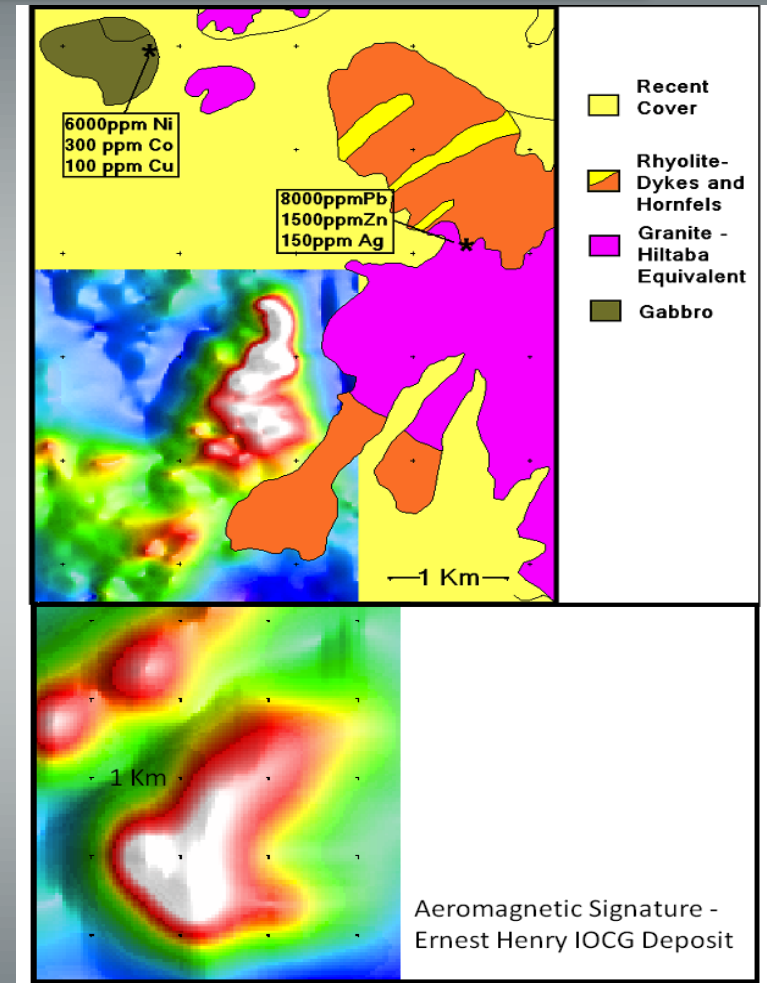 6000ppm Ni
300 ppm Co
100 ppm Cu
8000ppmPb
1500ppmZn
150ppm Ag
1 Km
Recent
Cover
Rhyolite-
Dykes and
Hornfels
Granite -
Hiltaba
Equivalent
Gabbro
1 Km
Aeromagnetic Signature -
Ernest Henry IOCG Deposit